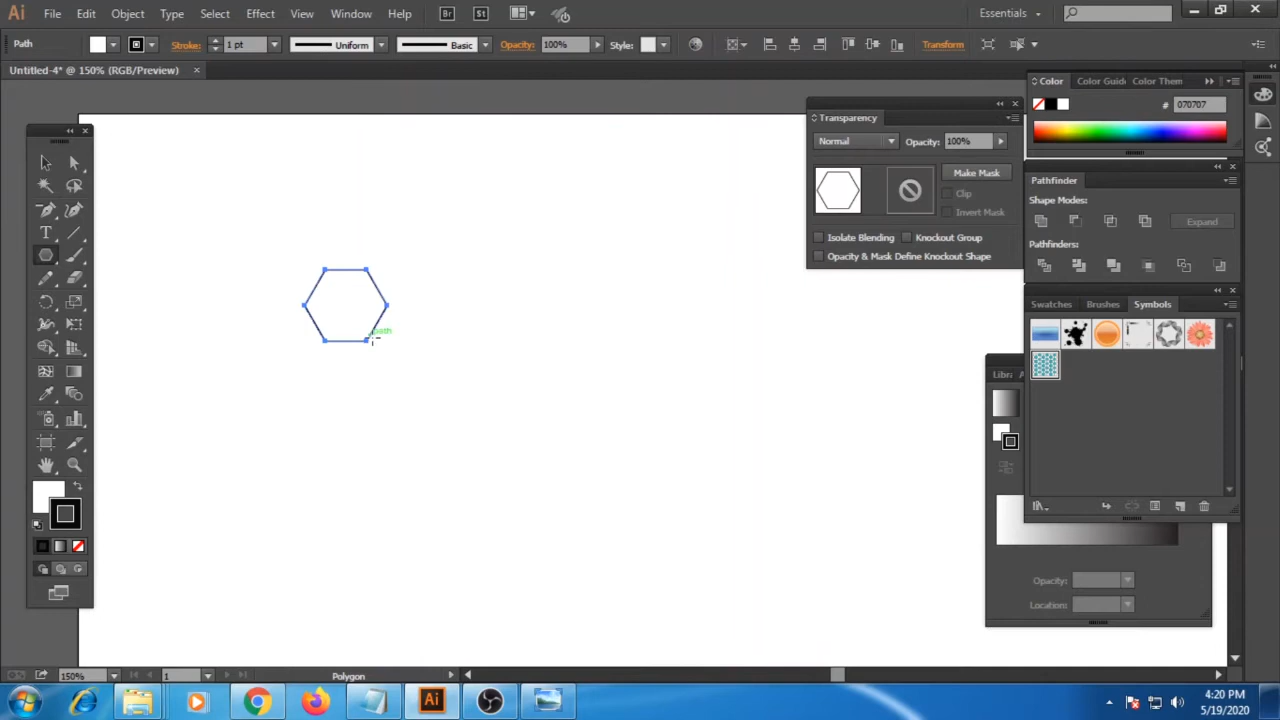 Ai File Edit Object Type Select Effect View Window Help Br St Essentials
Path Stroke: 1 pt Uniform Basic Opacity: 100% Style: Transform
Untitled-4* @ 150% (RGB/Preview)
Color Color Guid Color Them
# 070707
Transparency
Normal Opacity: 100%
Make Mask
Clip
Invert Mask
Isolate Blending Knockout Group
Opacity & Mask Define Knockout Shape
Pathfinder
Shape Modes:
Expand
Pathfinders:
Swatches Brushes Symbols
path
Opacity:
Location:
150% 1 Polygon
Ai
4:20 PM
5/19/2020